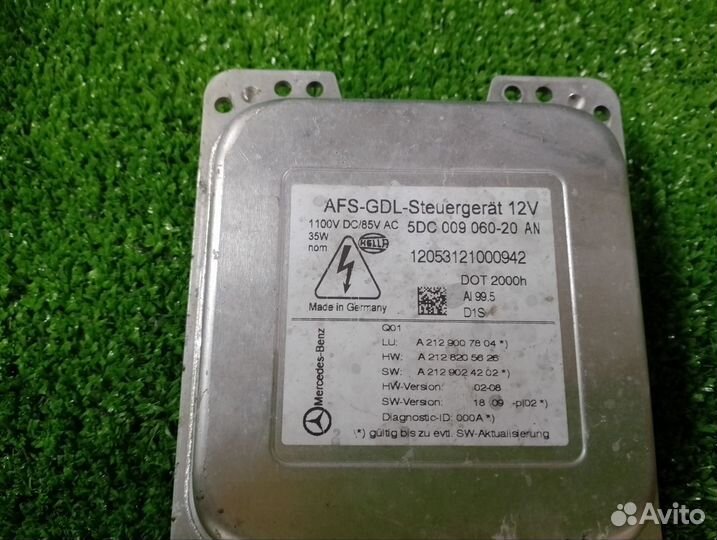 AFS-GDL-Steuergerät 12V
1100V DC/85V AC 5DC 009 060-20 AN
35W
nom
HELLA
12053121000942
DOT 2000h
Al 99.5
D1S
Made in Germany
Mercedes-Benz
Q01
LU: A 212 900 78 04 *)
HW: A 212 820 56 26
SW: A 212 902 42 02 *)
HW-Version: 02-08
SW-Version: 18 09 -pl02 *)
Diagnostic-ID: 000A *)
*) gültig bis zu evtl. SW-Aktualisierung
Avito